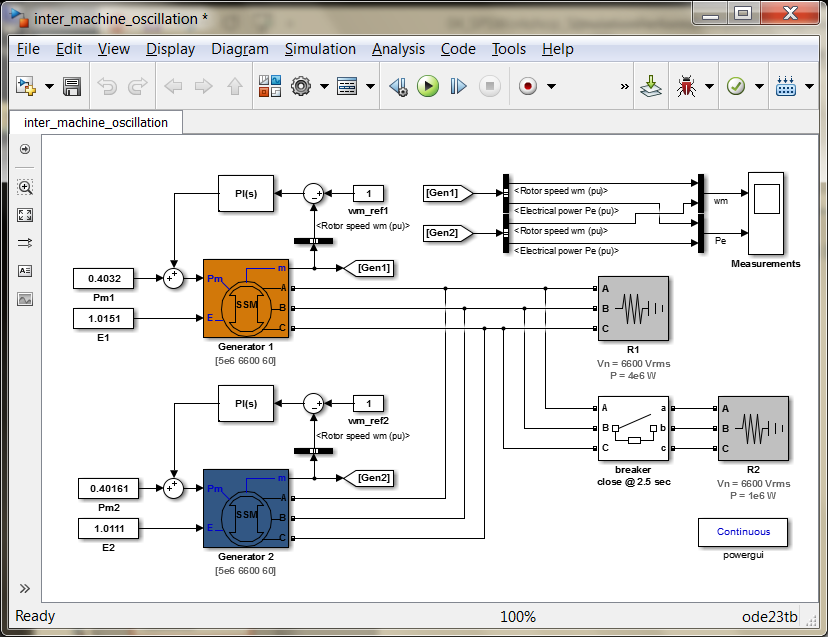 inter_machine_oscillation *
File Edit View Display Diagram Simulation Analysis Code Tools Help
»
inter_machine_oscillation
PI(s)
+
-
1
wm_ref1
<Rotor speed wm (pu)>
[Gen1]
[Gen2]
<Rotor speed wm (pu)>
<Electrical power Pe (pu)>
<Rotor speed wm (pu)>
<Electrical power Pe (pu)>
wm
Pe
Measurements
0.4032
Pm1
+
+
1.0151
E1
Pm
E
SSM
m
A
B
C
Generator 1
[5e6 6600 60]
[Gen1]
A
B
C
R1
Vn = 6600 Vrms
P = 4e6 W
PI(s)
+
-
1
wm_ref2
<Rotor speed wm (pu)>
A
B
C
a
b
c
breaker
close @ 2.5 sec
A
B
C
R2
Vn = 6600 Vrms
P = 1e6 W
0.40161
Pm2
+
+
1.0111
E2
Pm
E
SSM
m
A
B
C
Generator 2
[5e6 6600 60]
[Gen2]
Continuous
powergui
»
Ready 100% ode23tb